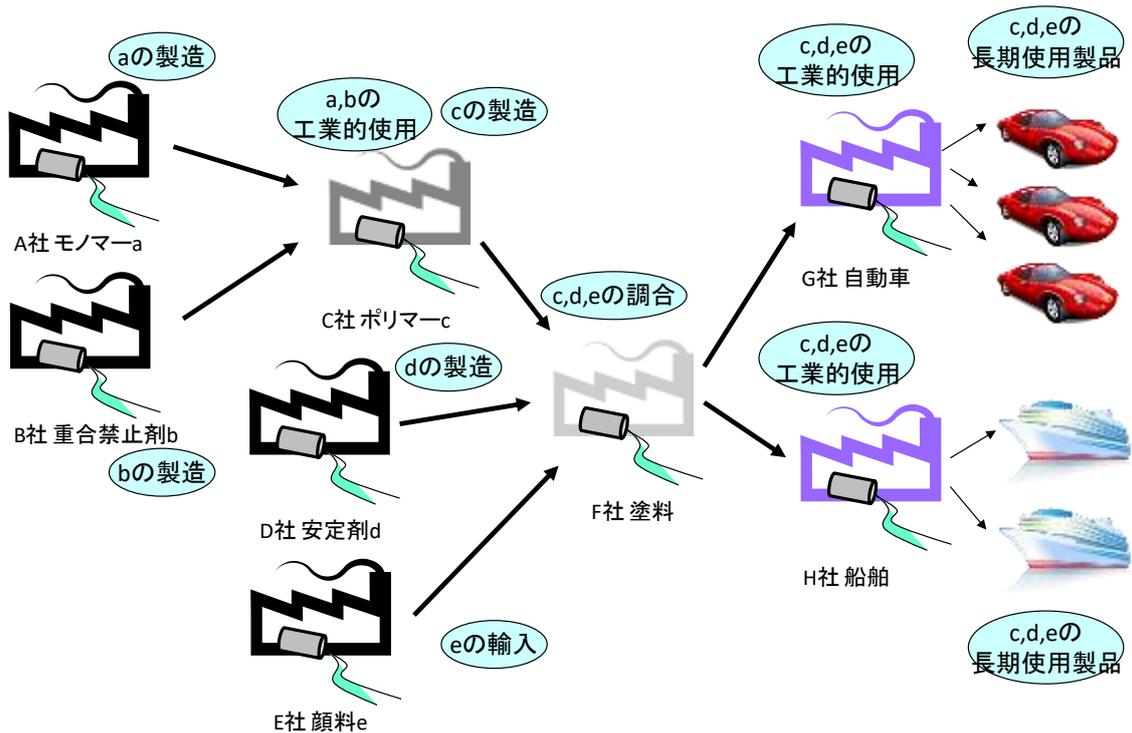 aの製造
A社 モノマーa
B社 重合禁止剤b
bの製造
a,bの
工業的使用
cの製造
C社 ポリマーc
dの製造
D社 安定剤d
E社 顔料e
eの輸入
c,d,eの調合
F社 塗料
c,d,eの
工業的使用
G社 自動車
c,d,eの
長期使用製品
c,d,eの
工業的使用
H社 船舶
c,d,eの
長期使用製品